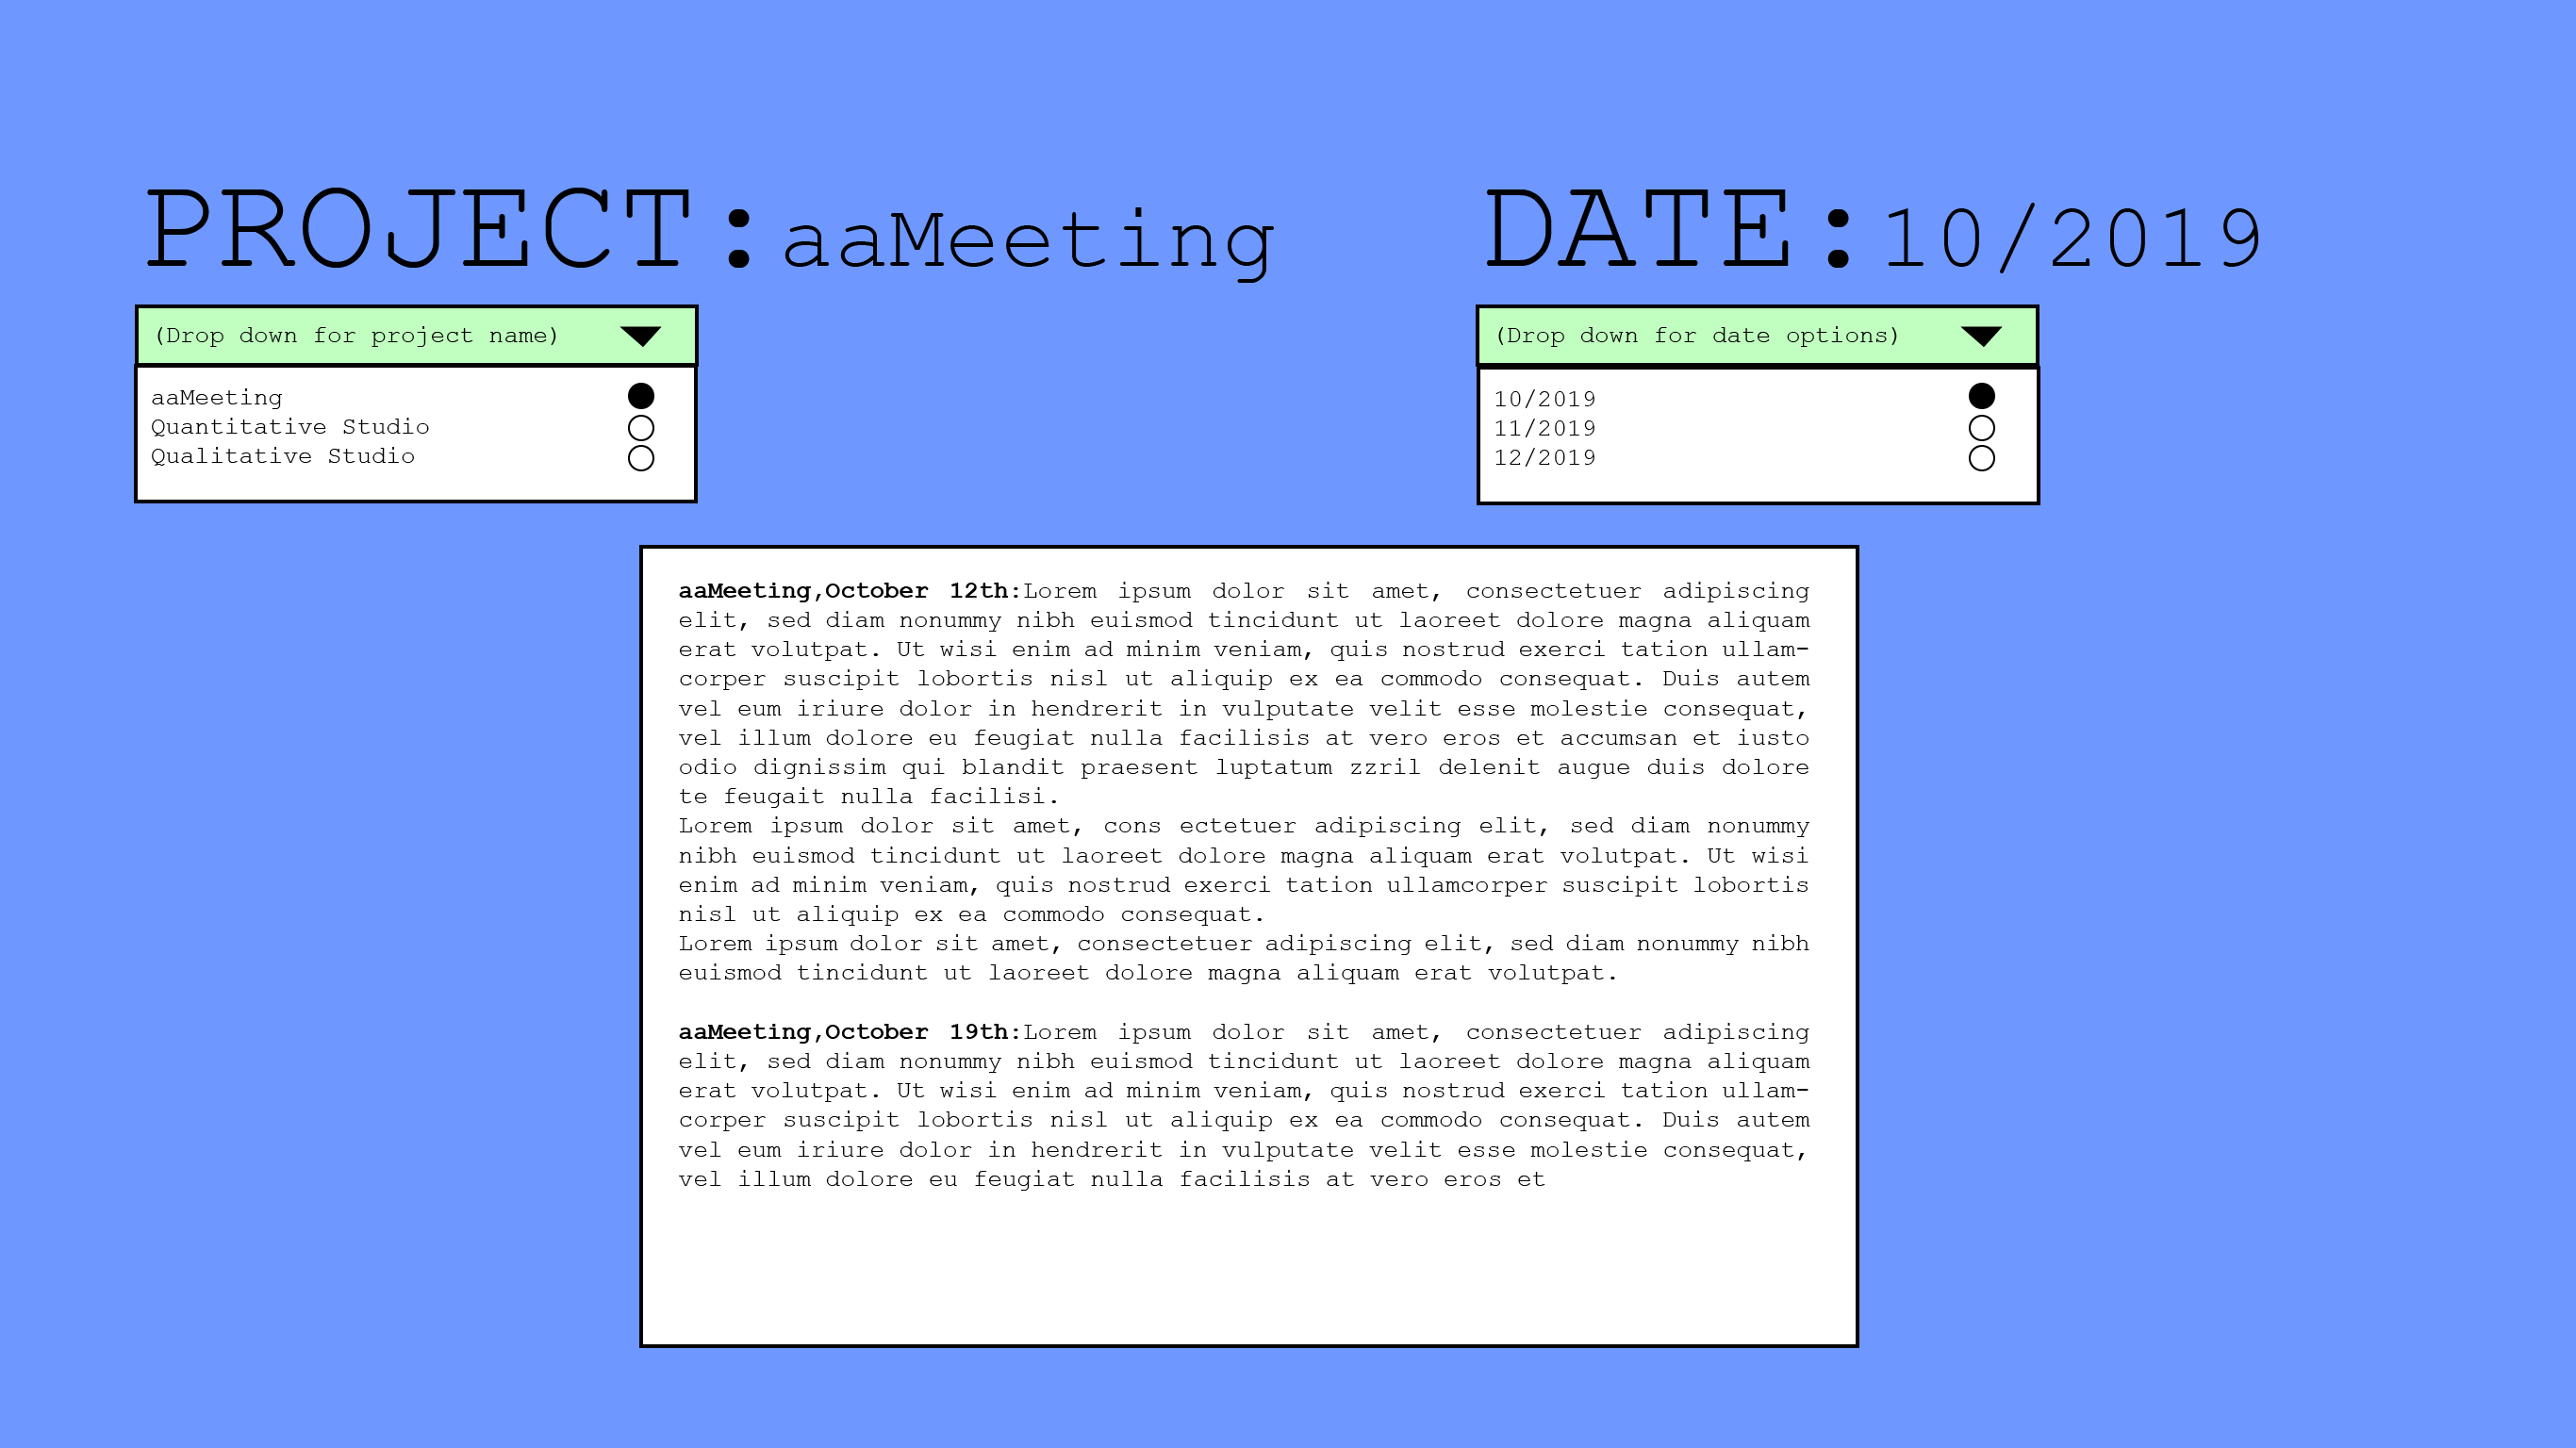 PROJECT:aaMeeting
DATE:10/2019
(Drop down for project name)
aaMeeting
Quantitative Studio
Qualitative Studio
(Drop down for date options)
10/2019
11/2019
12/2019
aaMeeting,October 12th:Lorem ipsum dolor sit amet, consectetuer adipiscing
elit, sed diam nonummy nibh euismod tincidunt ut laoreet dolore magna aliquam
erat volutpat. Ut wisi enim ad minim veniam, quis nostrud exerci tation ullam-
corper suscipit lobortis nisl ut aliquip ex ea commodo consequat. Duis autem
vel eum iriure dolor in hendrerit in vulputate velit esse molestie consequat,
vel illum dolore eu feugiat nulla facilisis at vero eros et accumsan et iusto
odio dignissim qui blandit praesent luptatum zzril delenit augue duis dolore
te feugait nulla facilisi.
Lorem ipsum dolor sit amet, cons ectetuer adipiscing elit, sed diam nonummy
nibh euismod tincidunt ut laoreet dolore magna aliquam erat volutpat. Ut wisi
enim ad minim veniam, quis nostrud exerci tation ullamcorper suscipit lobortis
nisl ut aliquip ex ea commodo consequat.
Lorem ipsum dolor sit amet, consectetuer adipiscing elit, sed diam nonummy nibh
euismod tincidunt ut laoreet dolore magna aliquam erat volutpat.
aaMeeting,October 19th:Lorem ipsum dolor sit amet, consectetuer adipiscing
elit, sed diam nonummy nibh euismod tincidunt ut laoreet dolore magna aliquam
erat volutpat. Ut wisi enim ad minim veniam, quis nostrud exerci tation ullam-
corper suscipit lobortis nisl ut aliquip ex ea commodo consequat. Duis autem
vel eum iriure dolor in hendrerit in vulputate velit esse molestie consequat,
vel illum dolore eu feugiat nulla facilisis at vero eros et